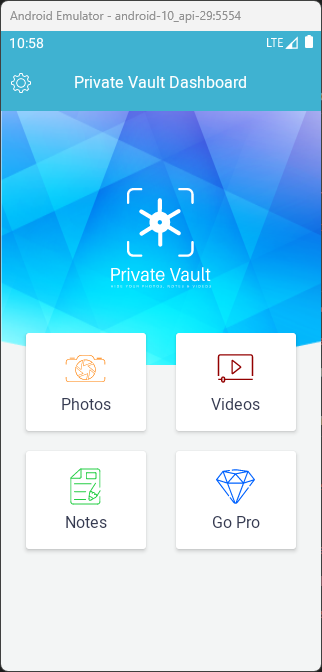 Android Emulator - android-10_api-29:5554
10:58
LTE
Private Vault Dashboard
Private Vault
HIDE YOUR PHOTOS, NOTES & VIDEOS
Photos
Videos
Notes
Go Pro